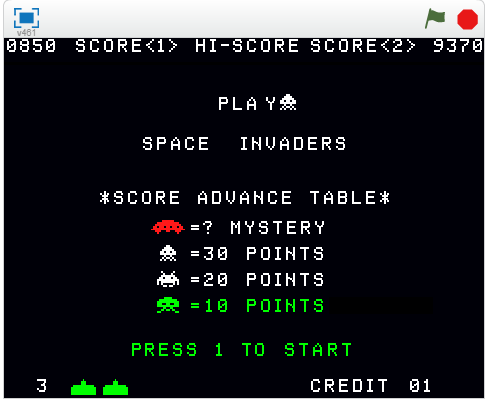 v461
0850 SCORE<1> HI-SCORE SCORE<2> 9370
PLAY
SPACE INVADERS
*SCORE ADVANCE TABLE*
=? MYSTERY
=30 POINTS
=20 POINTS
=10 POINTS
PRESS 1 TO START
3 CREDIT 01